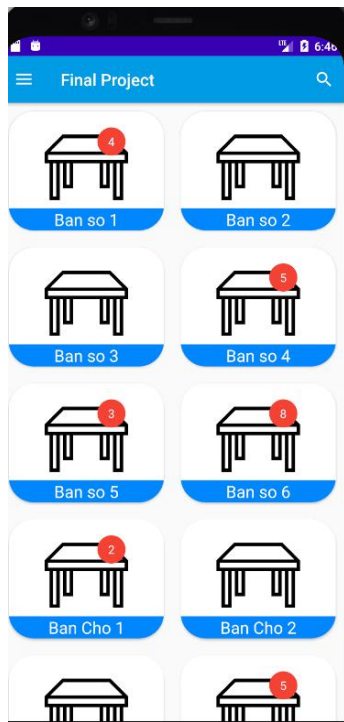 LTE 6:46
Final Project
4
Ban so 1
Ban so 2
Ban so 3
5
Ban so 4
3
Ban so 5
8
Ban so 6
2
Ban Cho 1
Ban Cho 2
5